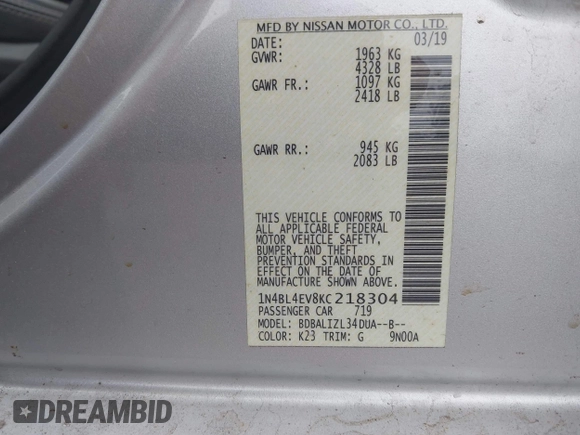 MFD BY NISSAN MOTOR CO., LTD.
DATE: 03/19
GVWR: 1963 KG
4328 LB
GAWR FR.: 1097 KG
2418 LB
GAWR RR.: 945 KG
2083 LB
THIS VEHICLE CONFORMS TO
ALL APPLICABLE FEDERAL
MOTOR VEHICLE SAFETY,
BUMPER, AND THEFT
PREVENTION STANDARDS IN
EFFECT ON THE DATE OF
MANUFACTURE SHOWN ABOVE.
1N4BL4EV8KC218304
PASSENGER CAR 719
MODEL: BDBALIZL34DUA--B--
COLOR: K23 TRIM: G 9N00A
DREAMBID